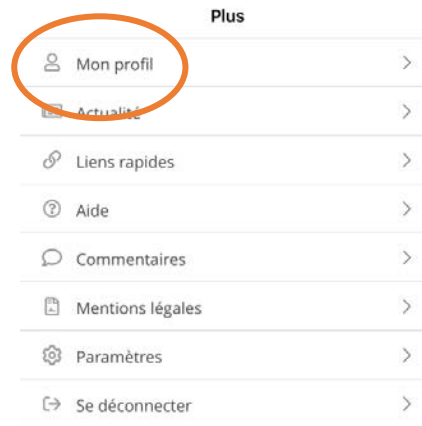 Plus
Mon profil
Actualité
Liens rapides
Aide
Commentaires
Mentions légales
Paramètres
Se déconnecter